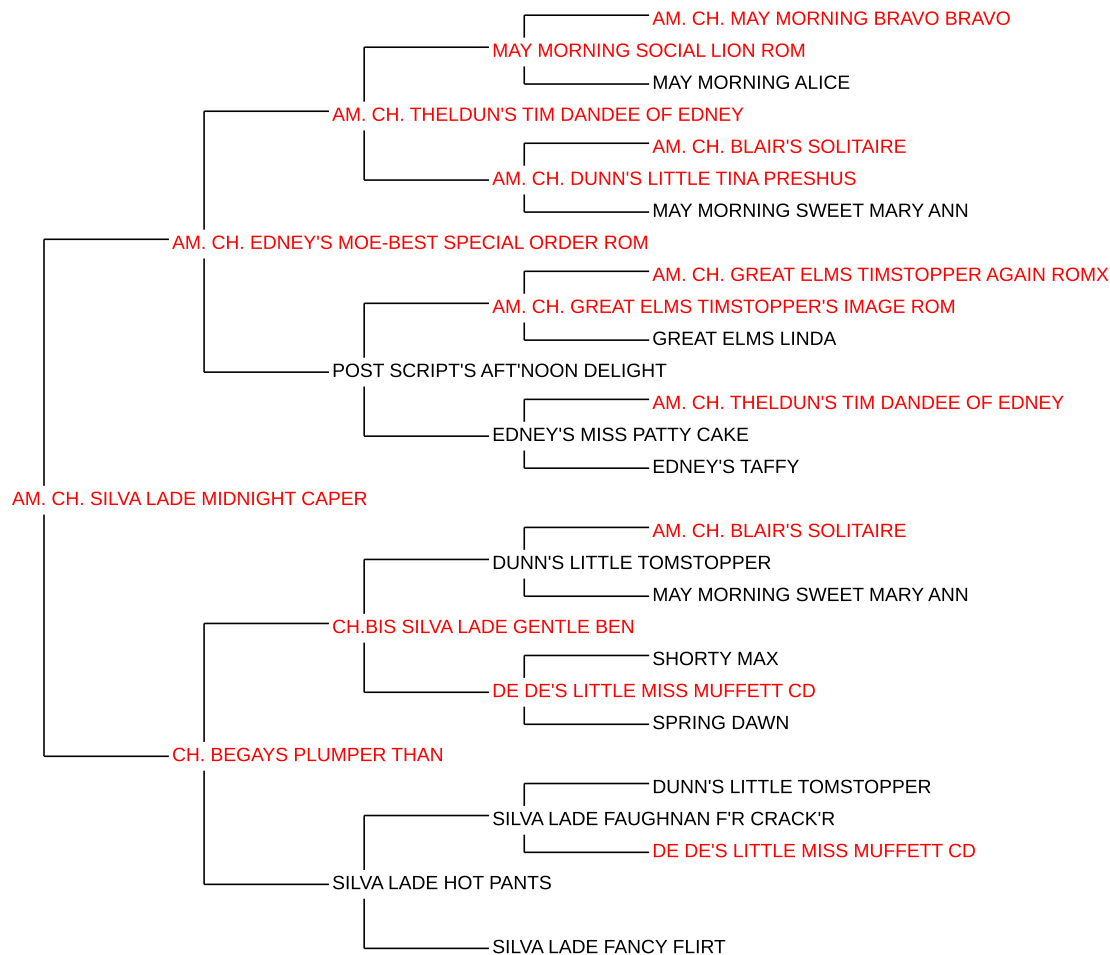 AM. CH. MAY MORNING BRAVO BRAVO
MAY MORNING SOCIAL LION ROM
MAY MORNING ALICE
AM. CH. THELDUN'S TIM DANDEE OF EDNEY
AM. CH. BLAIR'S SOLITAIRE
AM. CH. DUNN'S LITTLE TINA PRESHUS
MAY MORNING SWEET MARY ANN
AM. CH. EDNEY'S MOE-BEST SPECIAL ORDER ROM
AM. CH. GREAT ELMS TIMSTOPPER AGAIN ROMX
AM. CH. GREAT ELMS TIMSTOPPER'S IMAGE ROM
GREAT ELMS LINDA
POST SCRIPT'S AFT'NOON DELIGHT
AM. CH. THELDUN'S TIM DANDEE OF EDNEY
EDNEY'S MISS PATTY CAKE
EDNEY'S TAFFY
AM. CH. SILVA LADE MIDNIGHT CAPER
AM. CH. BLAIR'S SOLITAIRE
DUNN'S LITTLE TOMSTOPPER
MAY MORNING SWEET MARY ANN
CH.BIS SILVA LADE GENTLE BEN
SHORTY MAX
DE DE'S LITTLE MISS MUFFETT CD
SPRING DAWN
CH. BEGAYS PLUMPER THAN
DUNN'S LITTLE TOMSTOPPER
SILVA LADE FAUGHNAN F'R CRACK'R
DE DE'S LITTLE MISS MUFFETT CD
SILVA LADE HOT PANTS
SILVA LADE FANCY FLIRT